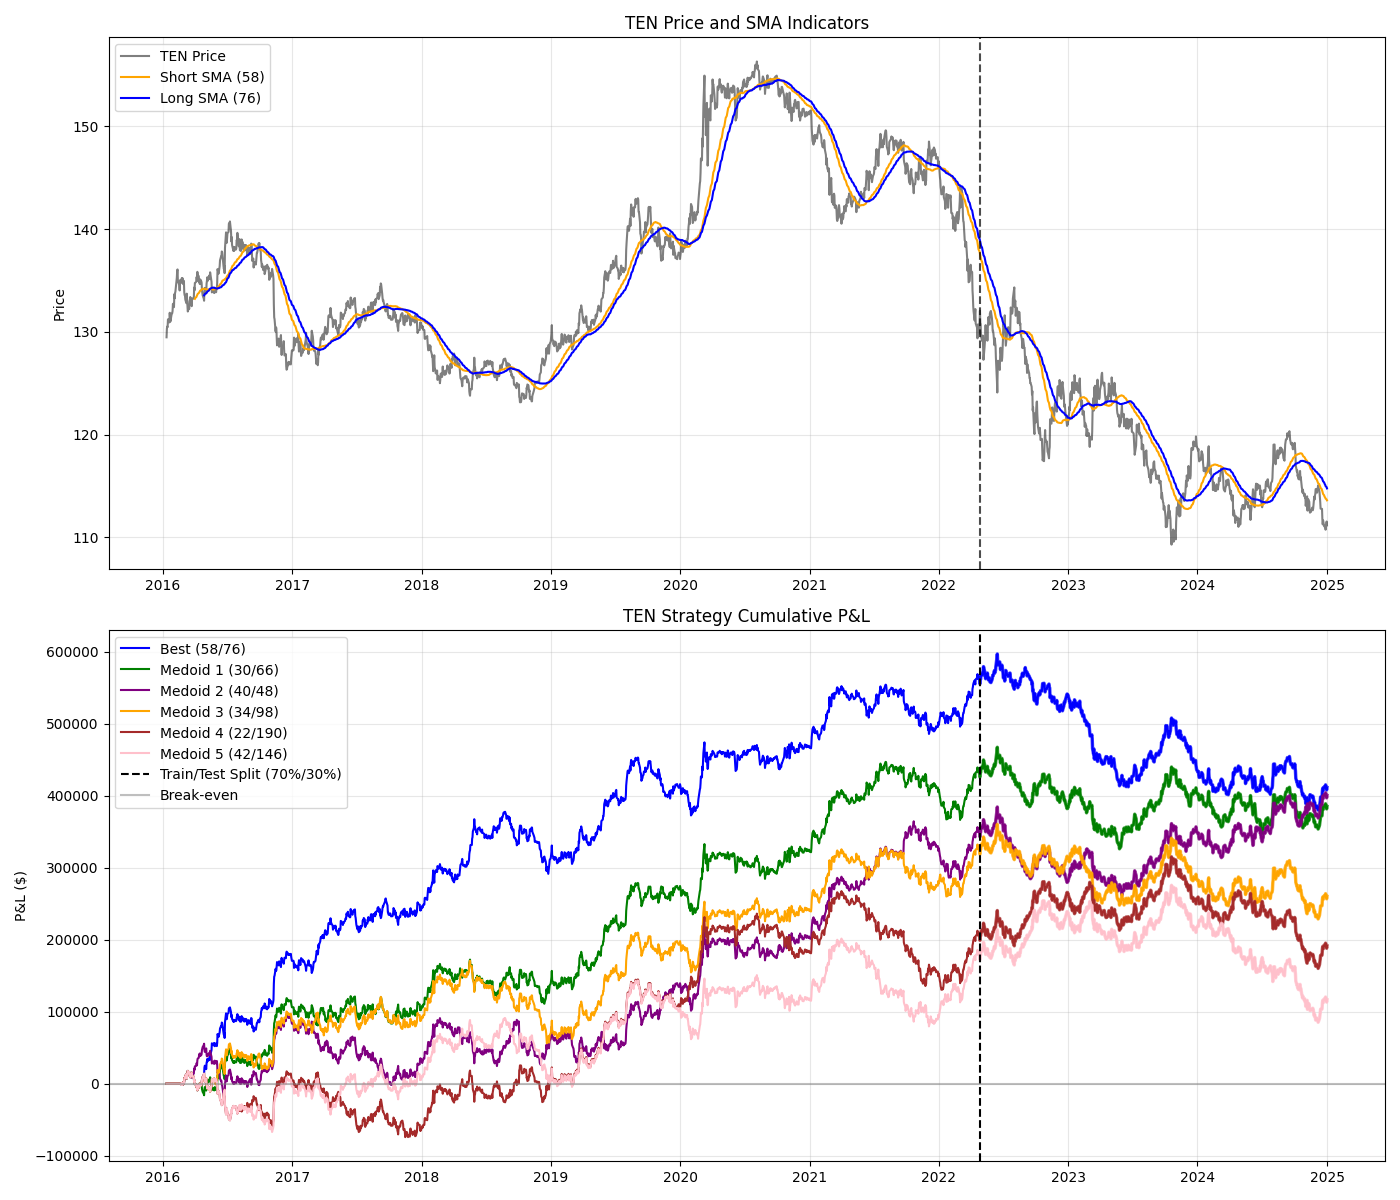 TEN Price and SMA Indicators
TEN Price
Short SMA (58)
Long SMA (76)
Price
150
140
130
120
110
2016 2017 2018 2019 2020 2021 2022 2023 2024 2025
TEN Strategy Cumulative P&L
Best (58/76)
Medoid 1 (30/66)
Medoid 2 (40/48)
Medoid 3 (34/98)
Medoid 4 (22/190)
Medoid 5 (42/146)
Train/Test Split (70%/30%)
Break-even
P&L ($)
600000
500000
400000
300000
200000
100000
0
−100000
2016 2017 2018 2019 2020 2021 2022 2023 2024 2025